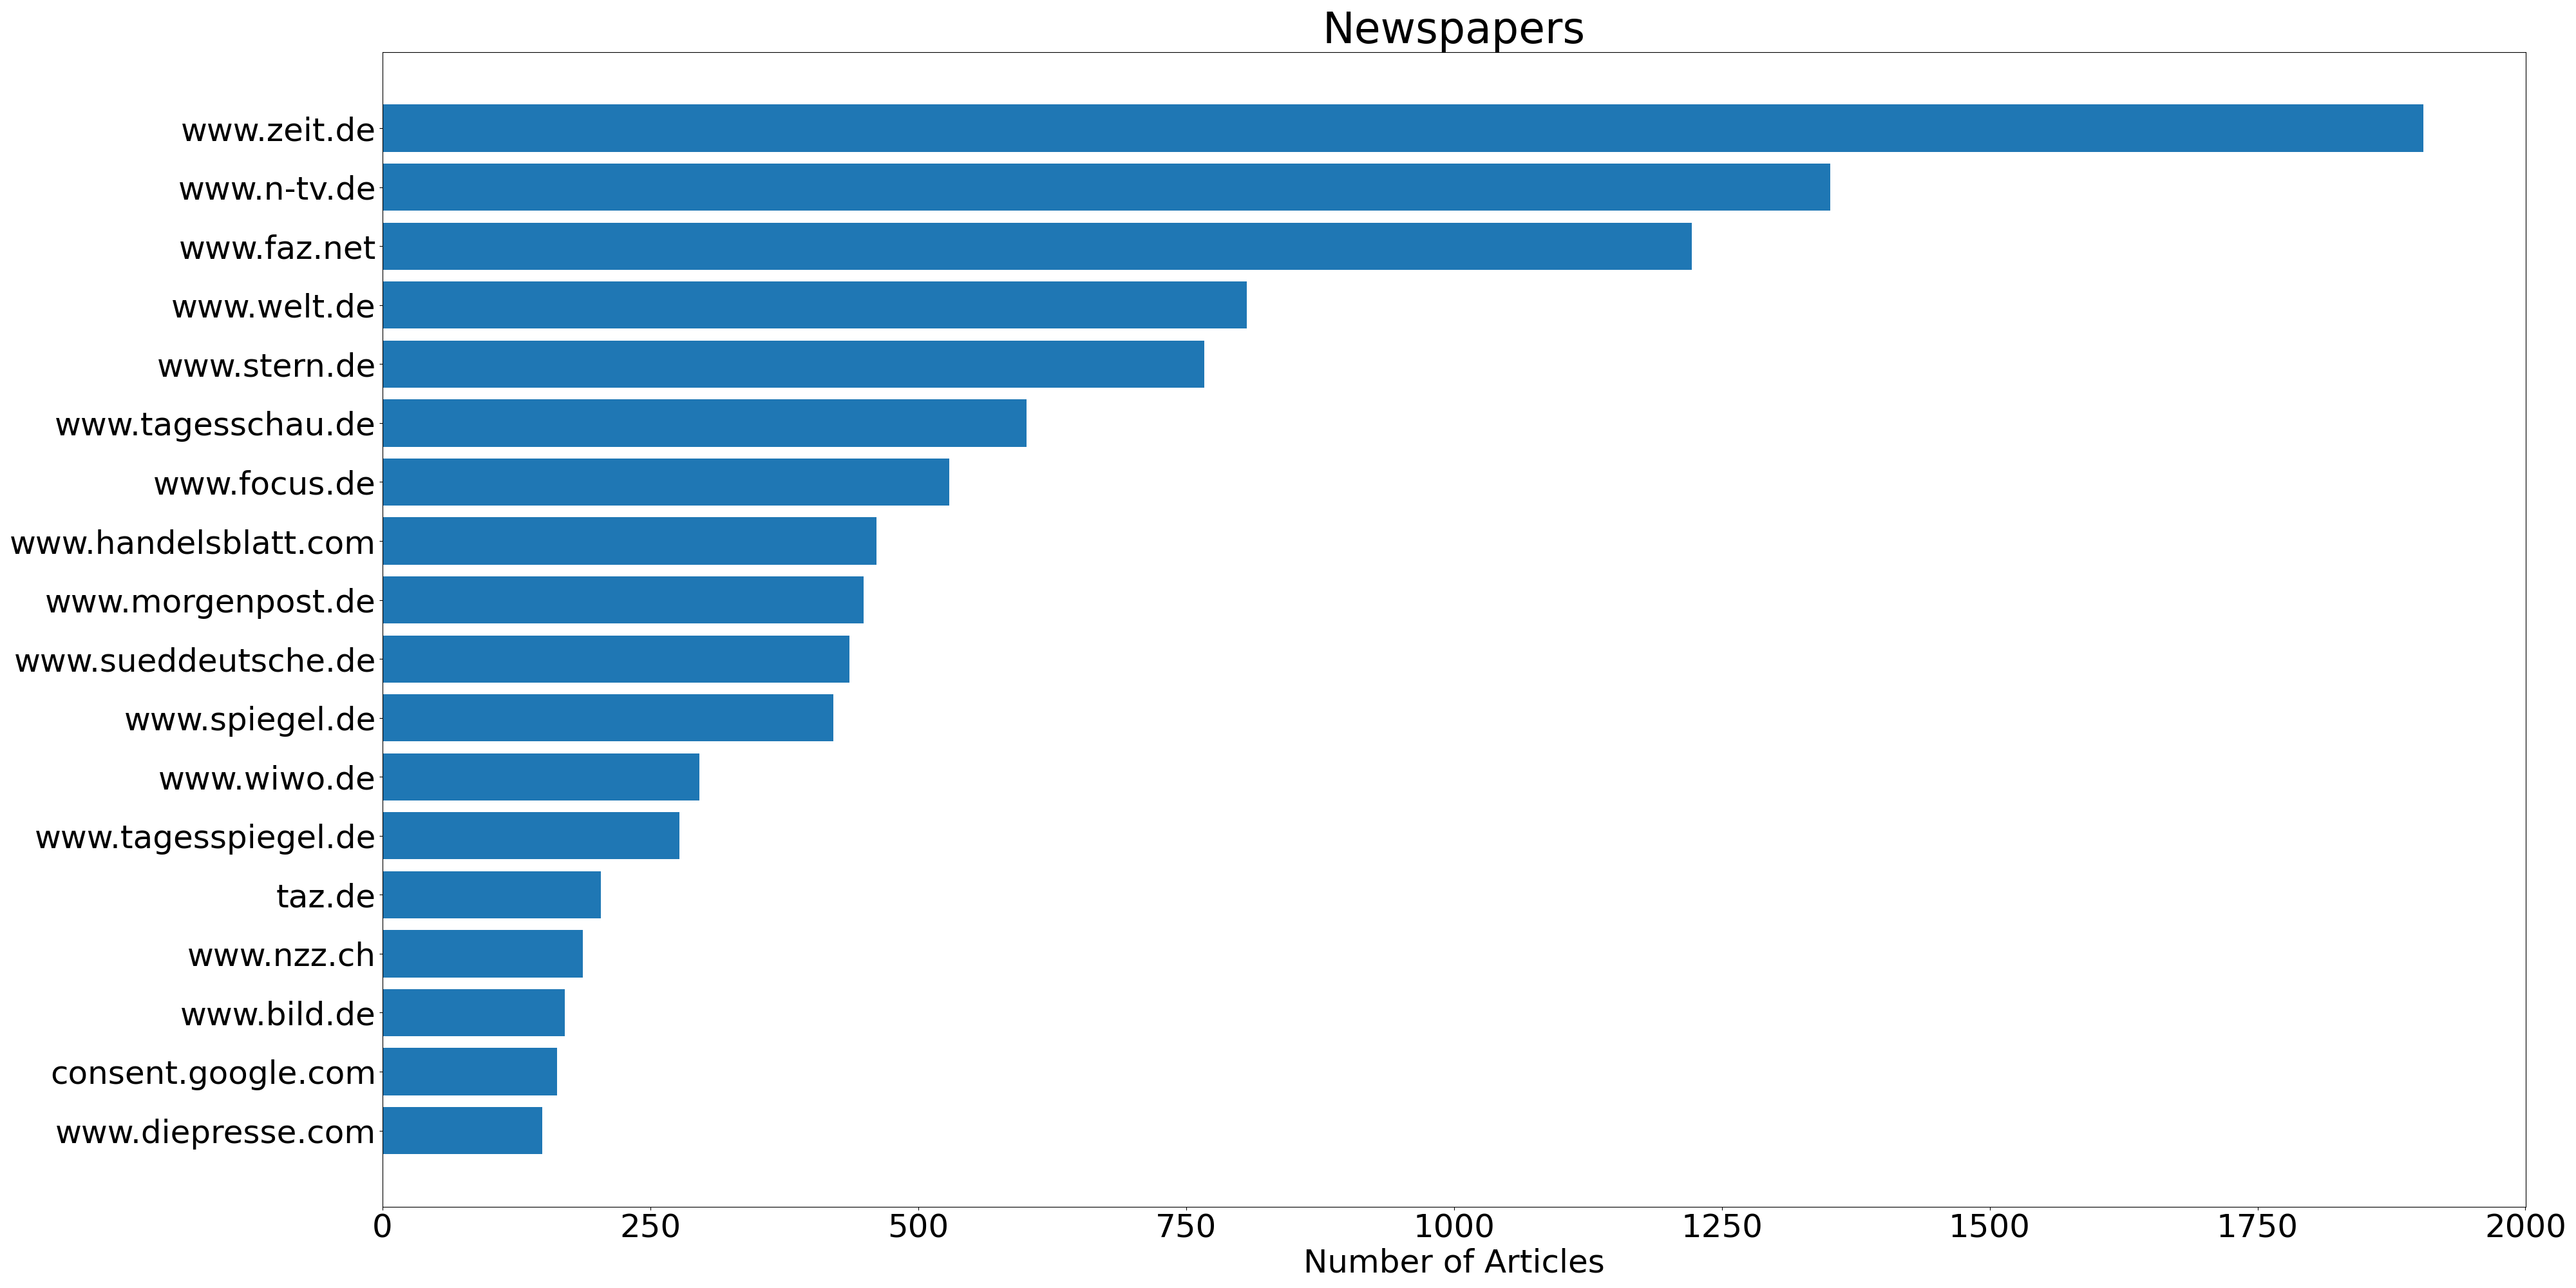 Newspapers
www.zeit.de
www.n-tv.de
www.faz.net
www.welt.de
www.stern.de
www.tagesschau.de
www.focus.de
www.handelsblatt.com
www.morgenpost.de
www.sueddeutsche.de
www.spiegel.de
www.wiwo.de
www.tagesspiegel.de
taz.de
www.nzz.ch
www.bild.de
consent.google.com
www.diepresse.com
0 250 500 750 1000 1250 1500 1750 2000
Number of Articles